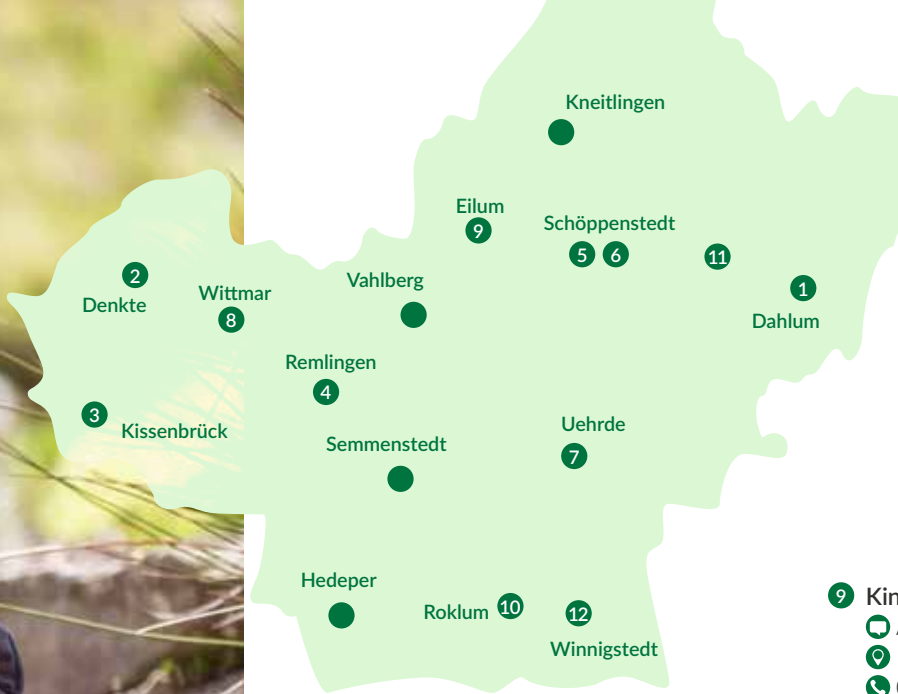 Kneitlingen
Eilum
9
Schöppenstedt
5 6
11
2
Denkte
Wittmar
8
Vahlberg
1
Dahlum
Remlingen
4
3
Kissenbrück
Semmenstedt
Uehrde
7
Hedeper
Roklum 10
12
Winnigstedt
9